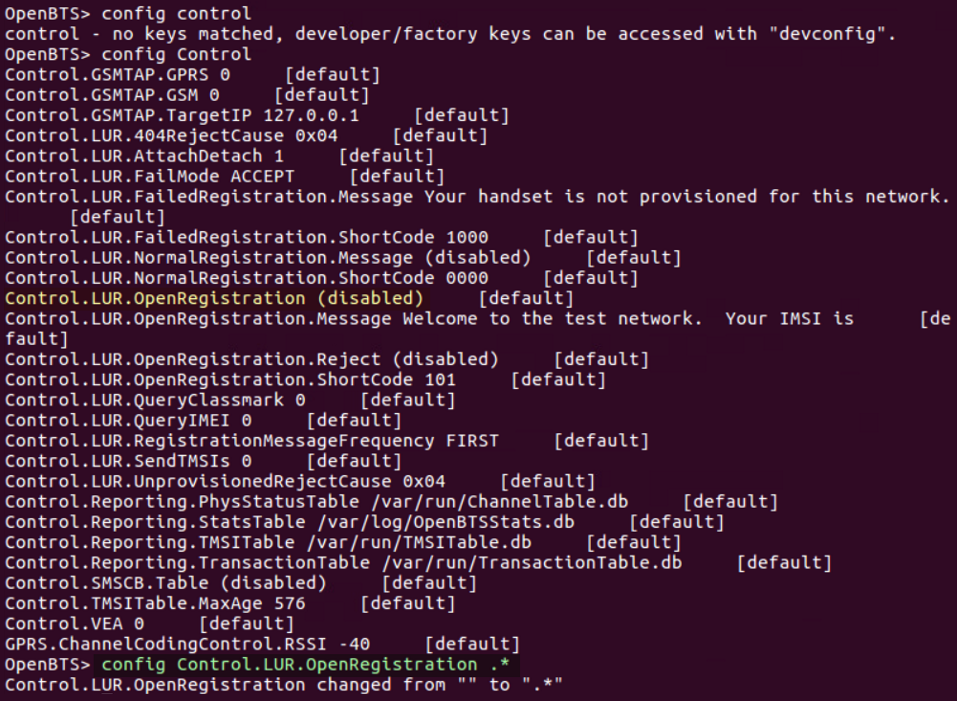 OpenBTS> config control
control - no keys matched, developer/factory keys can be accessed with "devconfig".
OpenBTS> config Control
Control.GSMTAP.GPRS 0     [default]
Control.GSMTAP.GSM 0     [default]
Control.GSMTAP.TargetIP 127.0.0.1     [default]
Control.LUR.404RejectCause 0x04     [default]
Control.LUR.AttachDetach 1     [default]
Control.LUR.FailMode ACCEPT     [default]
Control.LUR.FailedRegistration.Message Your handset is not provisioned for this network.
      [default]
Control.LUR.FailedRegistration.ShortCode 1000     [default]
Control.LUR.NormalRegistration.Message (disabled)     [default]
Control.LUR.NormalRegistration.ShortCode 0000     [default]
Control.LUR.OpenRegistration (disabled)     [default]
Control.LUR.OpenRegistration.Message Welcome to the test network.  Your IMSI is      [de
fault]
Control.LUR.OpenRegistration.Reject (disabled)     [default]
Control.LUR.OpenRegistration.ShortCode 101     [default]
Control.LUR.QueryClassmark 0     [default]
Control.LUR.QueryIMEI 0     [default]
Control.LUR.RegistrationMessageFrequency FIRST     [default]
Control.LUR.SendTMSIs 0     [default]
Control.LUR.UnprovisionedRejectCause 0x04     [default]
Control.Reporting.PhysStatusTable /var/run/ChannelTable.db     [default]
Control.Reporting.StatsTable /var/log/OpenBTSStats.db     [default]
Control.Reporting.TMSITable /var/run/TMSITable.db     [default]
Control.Reporting.TransactionTable /var/run/TransactionTable.db     [default]
Control.SMSCB.Table (disabled)     [default]
Control.TMSITable.MaxAge 576     [default]
Control.VEA 0     [default]
GPRS.ChannelCodingControl.RSSI -40     [default]
OpenBTS> config Control.LUR.OpenRegistration .*
Control.LUR.OpenRegistration changed from "" to ".*"